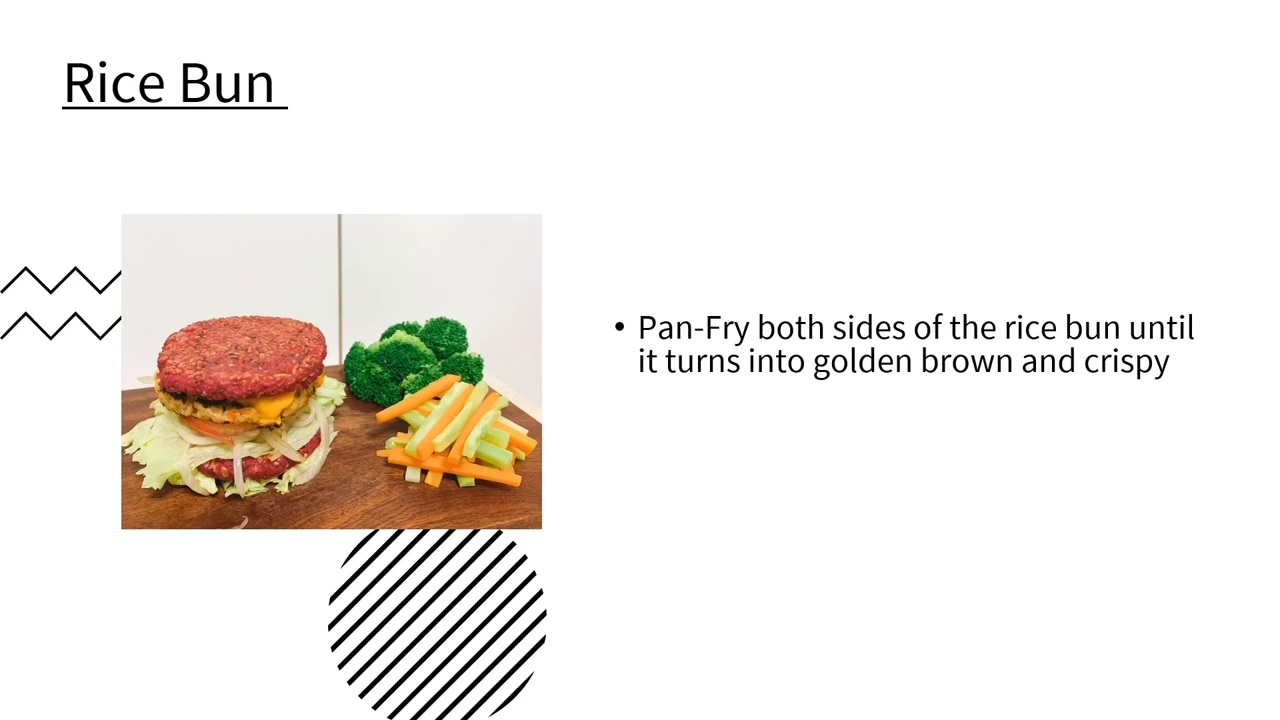 Rice Bun
• Pan-Fry both sides of the rice bun until
it turns into golden brown and crispy